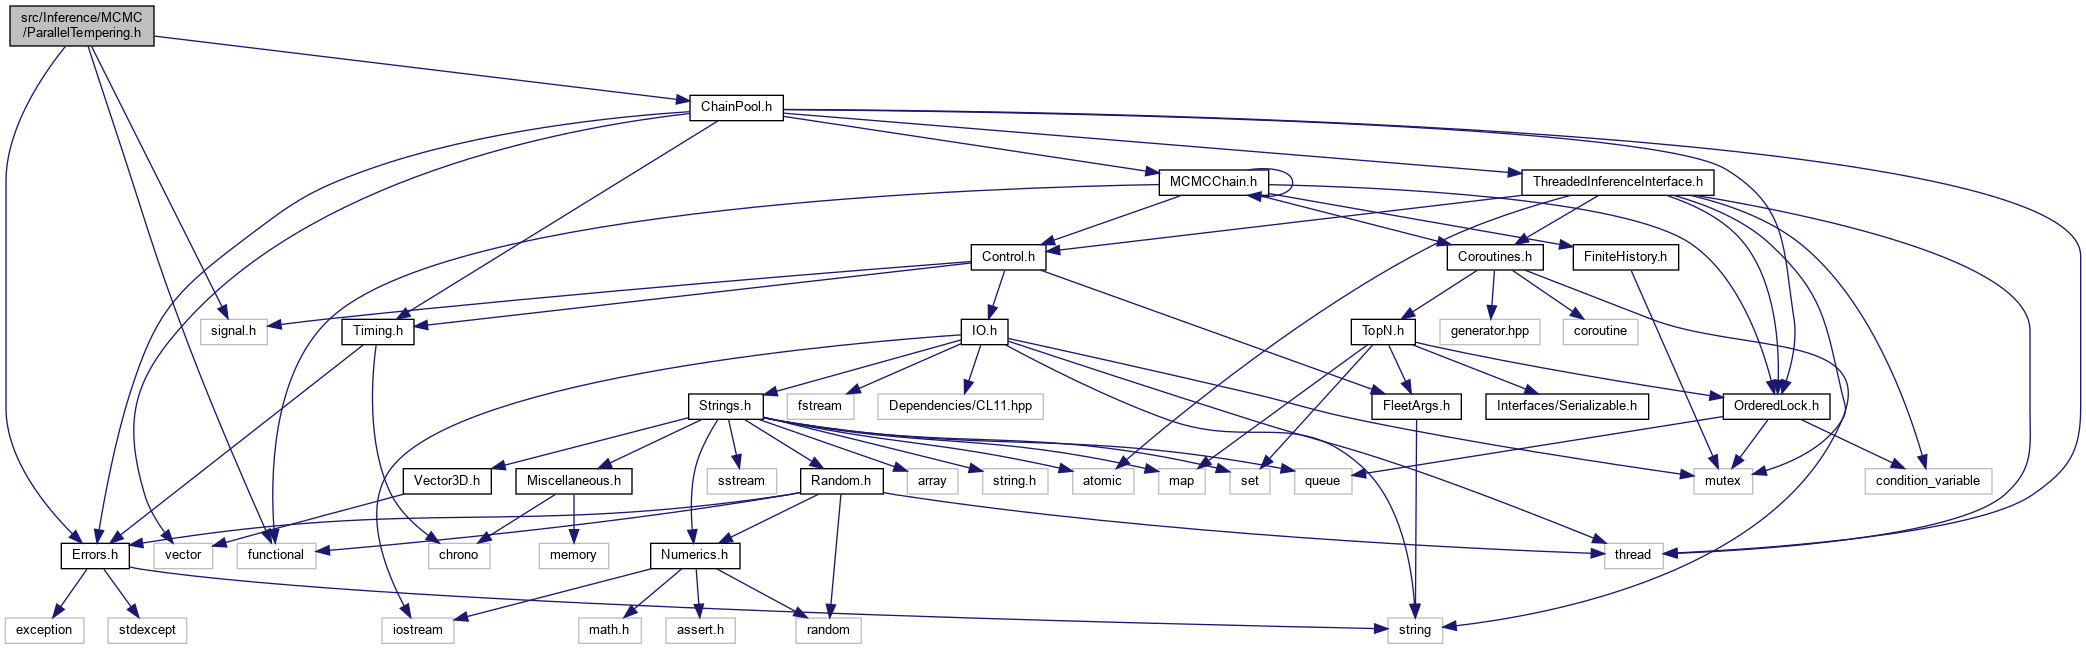 src/Inference/MCMC
/ParallelTempering.h
ChainPool.h
MCMCChain.h
ThreadedInferenceInterface.h
Control.h
Coroutines.h
FiniteHistory.h
signal.h
Timing.h
IO.h
TopN.h
generator.hpp
coroutine
Strings.h
fstream
Dependencies/CL11.hpp
FleetArgs.h
Interfaces/Serializable.h
OrderedLock.h
Vector3D.h
Miscellaneous.h
sstream
Random.h
array
string.h
atomic
map
set
queue
mutex
condition_variable
Errors.h
vector
functional
chrono
memory
Numerics.h
thread
exception
stdexcept
iostream
math.h
assert.h
random
string